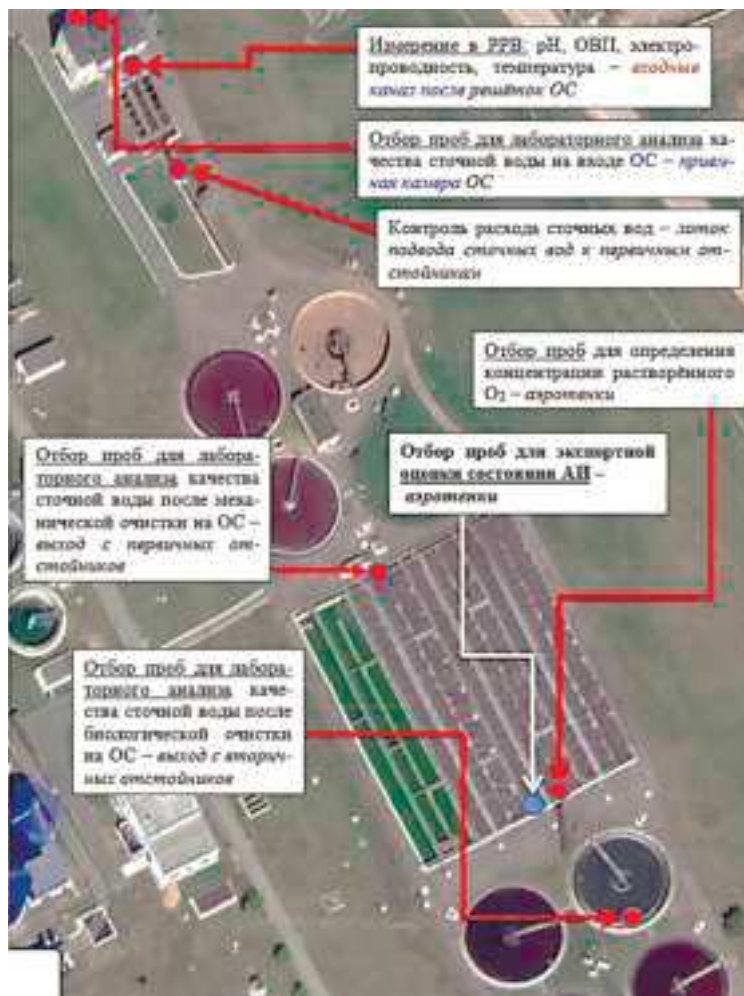 Измерение в РРВ: pH, ОВП, электро-
проводность, температура – входные
канат после решёток ОС
Отбор проб для лабораторного анализа ка-
чества сточной воды на входе ОС – приём-
ная камера ОС
Контроль расхода сточных вод – лоток
подвода сточных вод к первичным от-
стойникам
Отбор проб для определения
концентрации растворённого
O2 – аэротенки
Отбор проб для лабора-
торного анализа качества
сточной воды после меха-
нической очистки на ОС –
выход с первичных от-
стойников
Отбор проб для экспертной
оценки состояния АИ –
аэротенки
Отбор проб для лабора-
торного анализа каче-
ства сточной воды после
биологической очистки
на ОС – выход с вторич-
ных отстойников